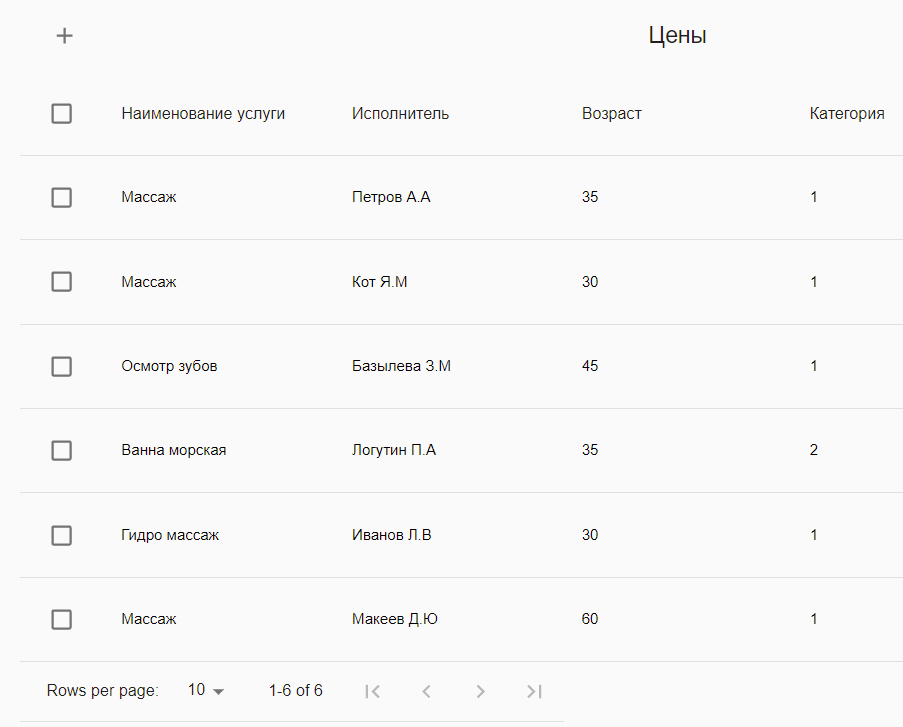 Цены
Наименование услуги Исполнитель Возраст Категория
Массаж Петров А.А 35 1
Массаж Кот Я.М 30 1
Осмотр зубов Базылева З.М 45 1
Ванна морская Логутин П.А 35 2
Гидро массаж Иванов Л.В 30 1
Массаж Макеев Д.Ю 60 1
Rows per page: 10 1-6 of 6